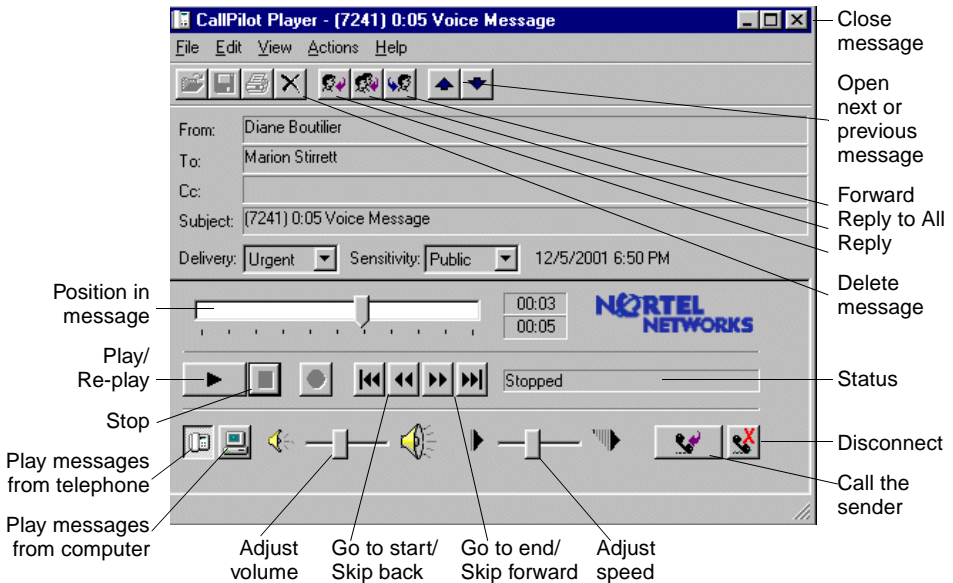 CallPilot Player - (7241) 0:05 Voice Message
Close
message
File Edit View Actions Help
Open
next or
previous
message
From: Diane Boutilier
To: Marion Stirrett
Cc:
Subject: (7241) 0:05 Voice Message
Forward
Reply to All
Reply
Delivery: Urgent Sensitivity: Public 12/5/2001 6:50 PM
Delete
message
Position in
message
00:03
00:05
NORTEL
NETWORKS
Play/
Re-play
Stopped
Status
Stop
Play messages
from telephone
Disconnect
Call the
sender
Play messages
from computer
Adjust
volume
Go to start/
Skip back
Go to end/
Skip forward
Adjust
speed